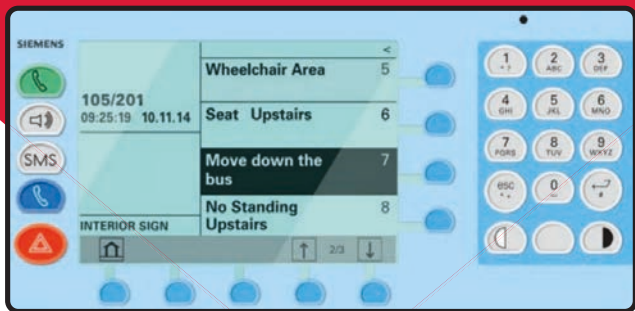 SIEMENS
SMS
105/201
09:25:19 10.11.14
INTERIOR SIGN
<
Wheelchair Area 5
Seat Upstairs 6
Move down the
bus 7
No Standing
Upstairs 8
2/3
1
2 ABC
3 DEF
4 GHI
5 JKL
6 MNO
7 PQRS
8 TUV
9 WXYZ
esc
0
#